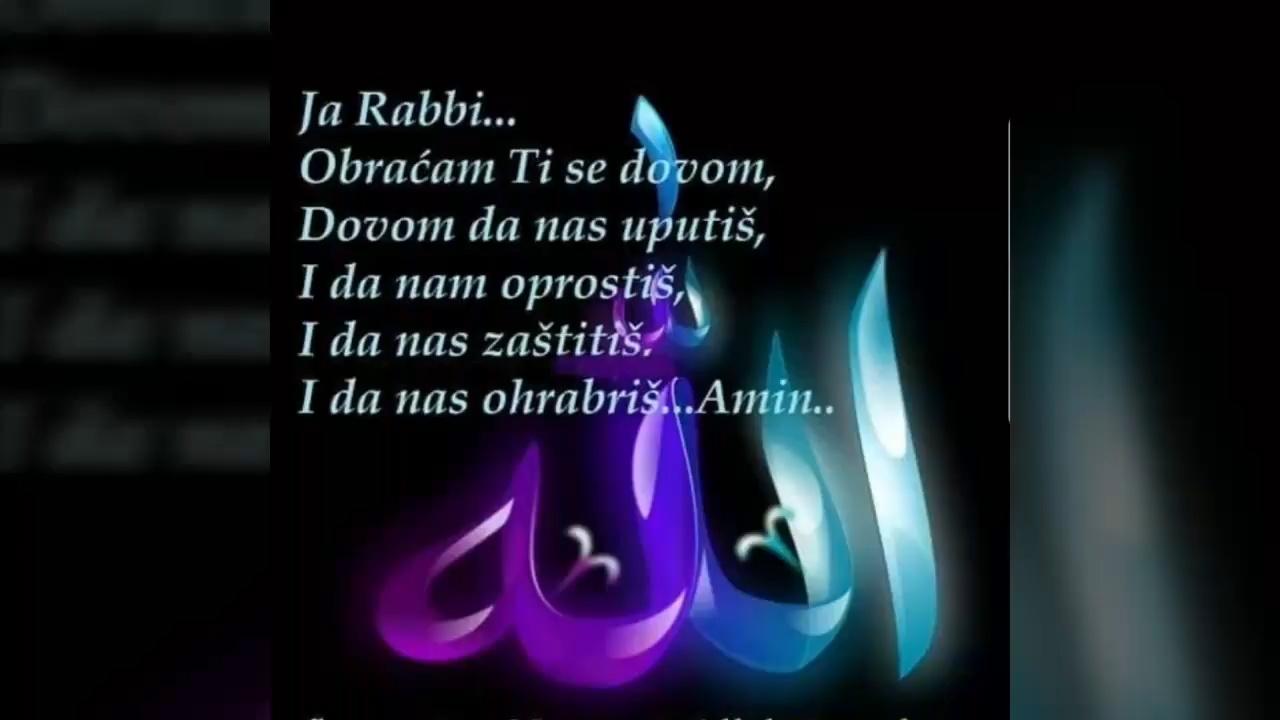 Ja Rabbi...
Obraćam Ti se dovom,
Dovom da nas uputiš,
I da nam oprostiš,
I da nas zaštitiš.
I da nas ohrabriš...Amin..
الله